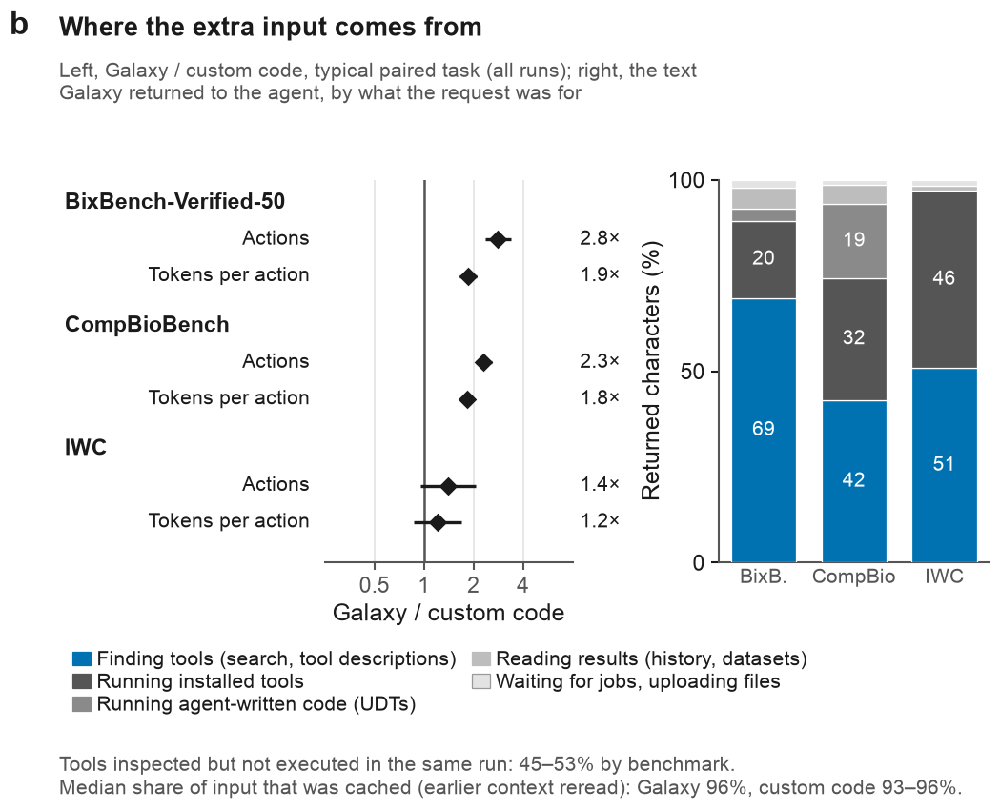 b Where the extra input comes from
Left, Galaxy / custom code, typical paired task (all runs); right, the text
Galaxy returned to the agent, by what the request was for
BixBench-Verified-50
Actions 2.8×
Tokens per action 1.9×
CompBioBench
Actions 2.3×
Tokens per action 1.8×
IWC
Actions 1.4×
Tokens per action 1.2×
0.5 1 2 4
Galaxy / custom code
Returned characters (%)
100
50
0
20
69
19
32
42
46
51
BixB. CompBio IWC
Finding tools (search, tool descriptions)
Running installed tools
Running agent-written code (UDTs)
Reading results (history, datasets)
Waiting for jobs, uploading files
Tools inspected but not executed in the same run: 45–53% by benchmark.
Median share of input that was cached (earlier context reread): Galaxy 96%, custom code 93–96%.